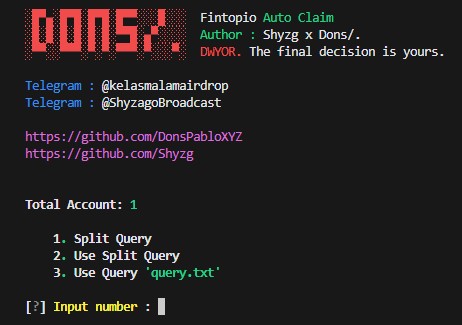 DONS/.
Fintopio Auto Claim
Author : Shyzg x Dons/.
DWYOR. The final decision is yours.
Telegram : @kelasmalamairdrop
Telegram : @ShyzagoBroadcast
https://github.com/DonsPabloXYZ
https://github.com/Shyzg
Total Account: 1
1. Split Query
2. Use Split Query
3. Use Query 'query.txt'
[?] Input number :